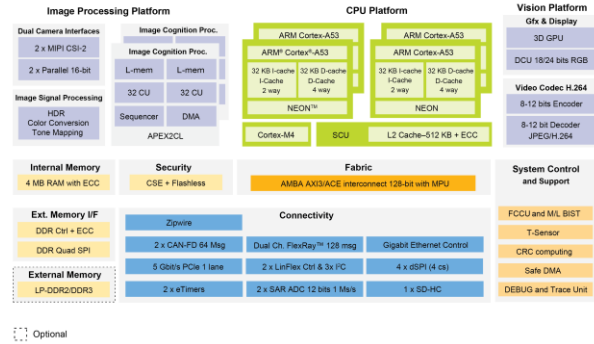 Image Processing Platform
CPU Platform
Vision Platform
Dual Camera Interfaces
2 x MIPI CSI-2
2 x Parallel 16-bit
Image Signal Processing
HDR
Color Conversion
Tone Mapping
Image Cognition Proc.
Image Cognition Proc.
L-mem
L-mem
32 CU
32 CU
Sequencer
DMA
APEX2CL
ARM Cortex-A53
ARM® Cortex®-A53
32 KB I-cache
I-Cache
2 way
32 KB D-cache
D-Cache
4 way
NEON™
ARM Cortex-A53
ARM Cortex-A53
32 KB I-cache
I-Cache
2 way
32 KB D-cache
D-Cache
4 way
NEON
Cortex-M4
SCU
L2 Cache–512 KB + ECC
Gfx & Display
3D GPU
DCU 18/24 bits RGB
Video Codec H.264
8-12 bits Encoder
8-12 bit Decoder
JPEG/H.264
Internal Memory
4 MB RAM with ECC
Security
CSE + Flashless
Fabric
AMBA AXI3/ACE interconnect 128-bit with MPU
System Control
and Support
FCCU and M/L BIST
T-Sensor
CRC computing
Safe DMA
DEBUG and Trace Unit
Ext. Memory I/F
DDR Ctrl + ECC
DDR Quad SPI
External Memory
LP-DDR2/DDR3
Connectivity
Zipwire
2 x CAN-FD 64 Msg
Dual Ch. FlexRay™ 128 msg
Gigabit Ethernet Control
5 Gbit/s PCIe 1 lane
2 x LinFlex Ctrl & 3x I²C
4 x dSPI (4 cs)
2 x eTimers
2 x SAR ADC 12 bits 1 Ms/s
1 x SD-HC
Optional